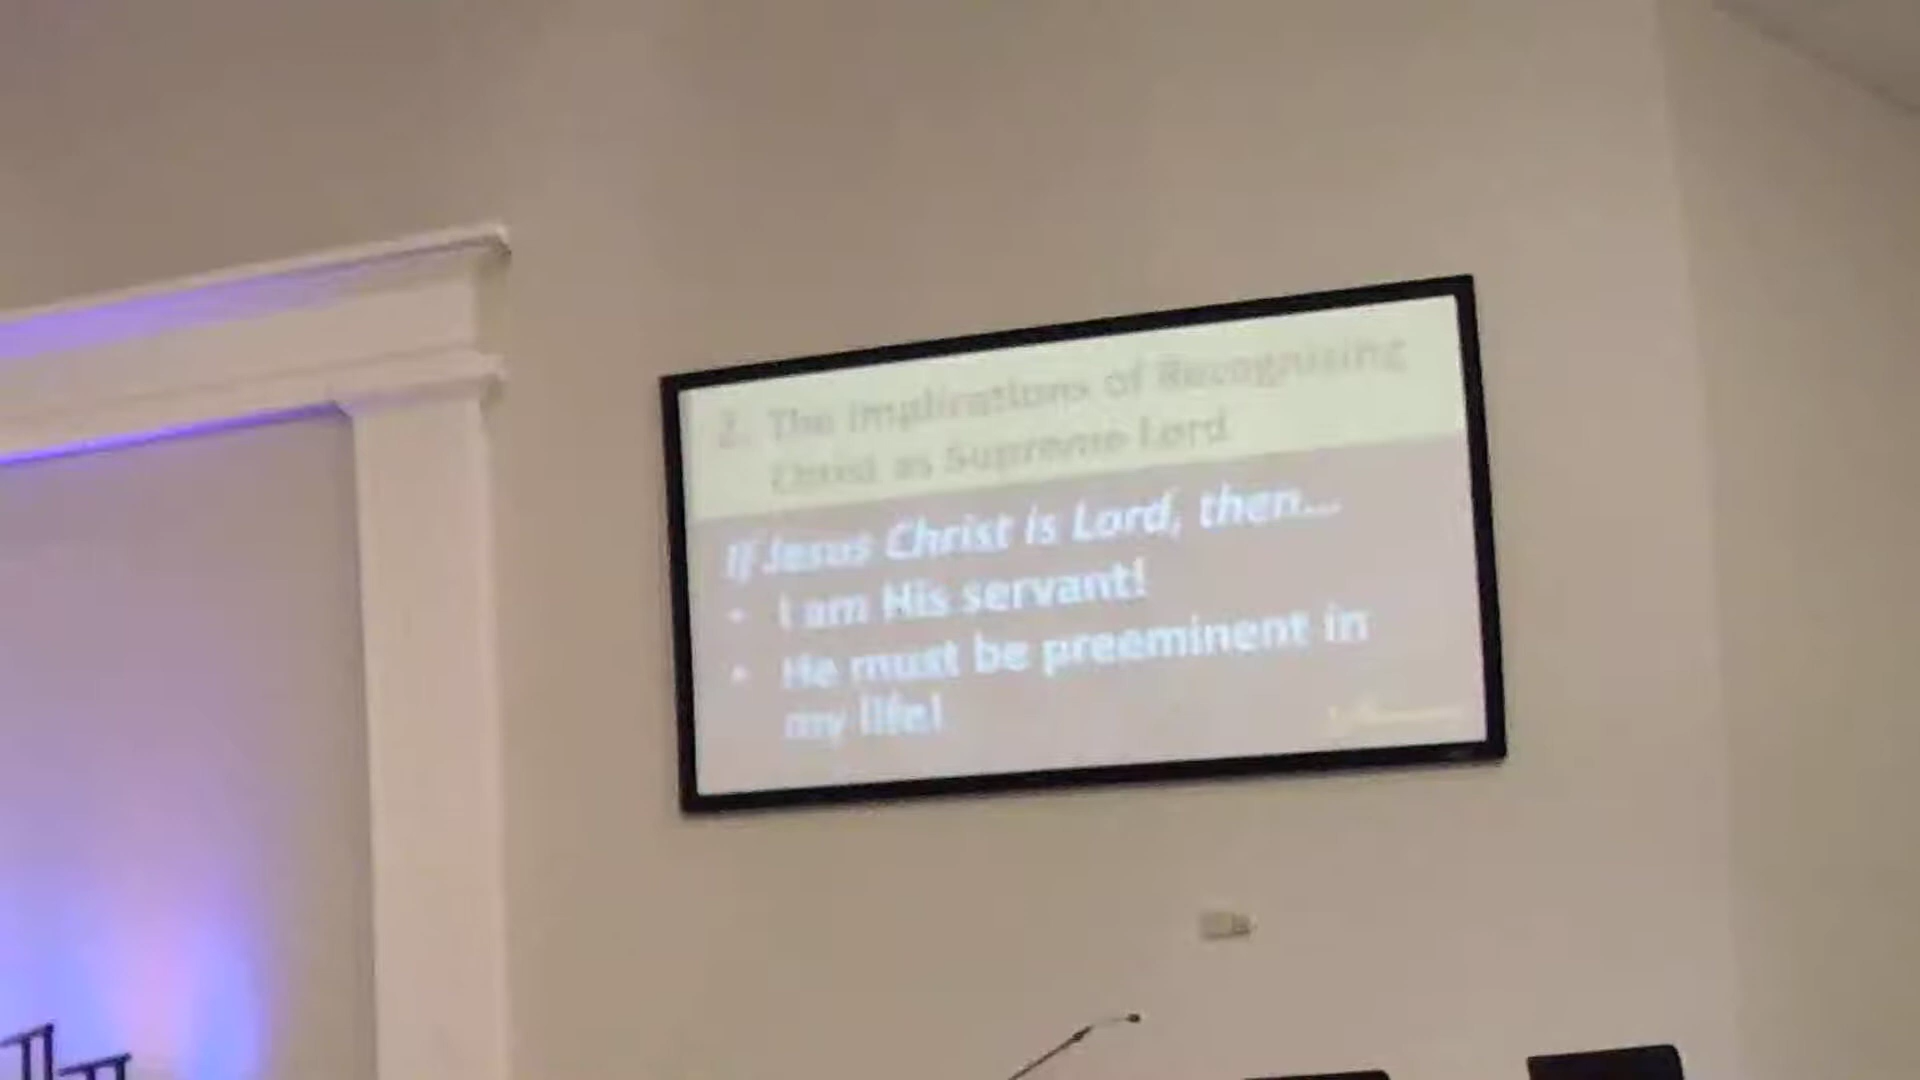 2. The Implications of Recognising
Christ as Supreme Lord
If Jesus Christ is Lord, then...
• I am His servant!
• He must be preeminent in
my life!